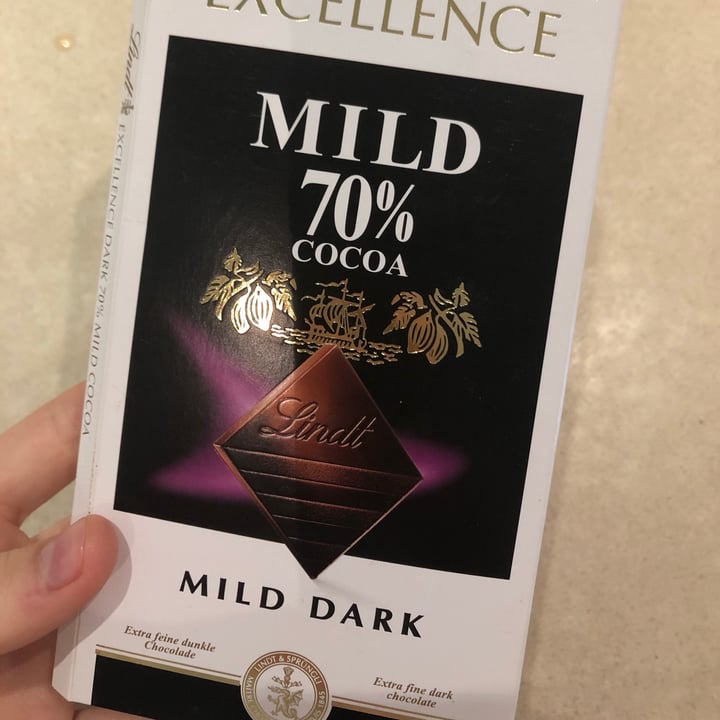 EXCELLENCE
MILD
70%
COCOA
Lindt
MILD DARK
Extra feine dunkle
Chocolade
Extra fine dark
chocolate
LINDT & SPRÜNGLI
Lindt EXCELLENCE DARK 70% MILD COCOA